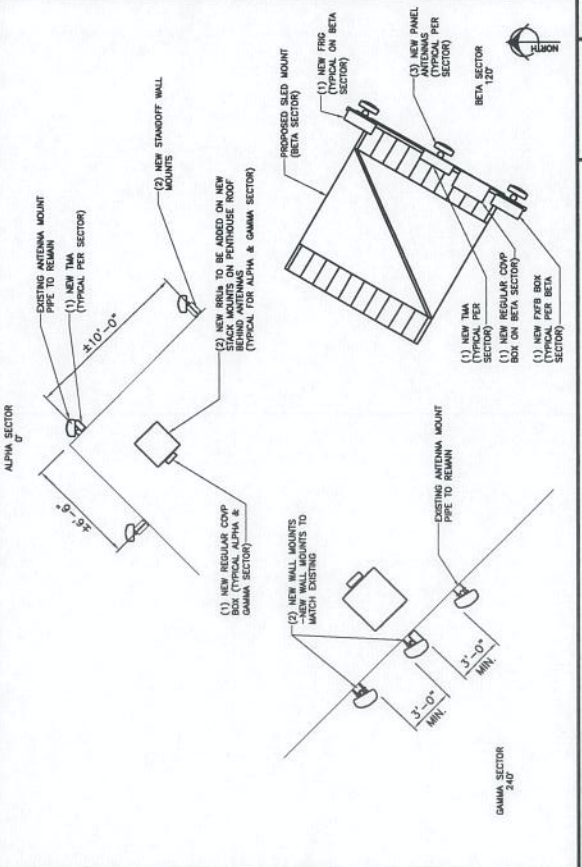 ALPHA SECTOR
0'
EXISTING ANTENNA MOUNT
PIPE TO REMAIN
(1) NEW TMA
(TYPICAL PER SECTOR)
±10'-0"
±6'-6"
(2) NEW STANDOFF WALL
MOUNTS
(2) NEW RRUs TO BE ADDED ON NEW
STACK MOUNTS ON PENTHOUSE ROOF
BEHIND ANTENNAS
(TYPICAL FOR ALPHA & GAMMA SECTOR)
(1) NEW REGULAR COVP
BOX (TYPICAL ALPHA &
GAMMA SECTOR)
(2) NEW WALL MOUNTS
-NEW WALL MOUNTS TO
MATCH EXISTING
EXISTING ANTENNA MOUNT
PIPE TO REMAIN
3'-0"
MIN.
3'-0"
MIN.
GAMMA SECTOR
240'
PROPOSED SLED MOUNT
(BETA SECTOR)
(1) NEW FRIG
(TYPICAL ON BETA
SECTOR)
(3) NEW PANEL
ANTENNAS
(TYPICAL PER
SECTOR)
BETA SECTOR
120'
(1) NEW TMA
(TYPICAL PER
SECTOR)
(1) NEW REGULAR COVP
BOX ON BETA SECTOR)
(1) NEW FXFB BOX
(TYPICAL PER BETA
SECTOR)
NORTH